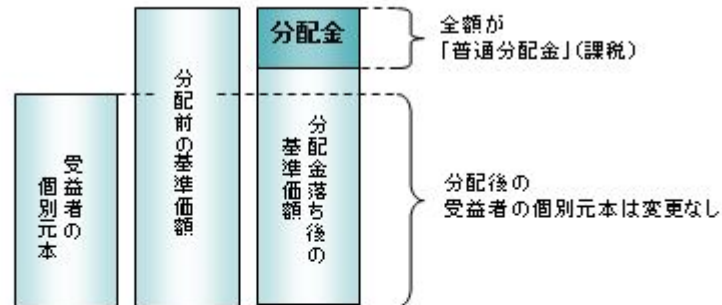 受益者の
個別元本
分配前の基準価額
分配金
分配金落ち後の
基準価額
全額が
「普通分配金」(課税)
分配後の
受益者の個別元本は変更なし